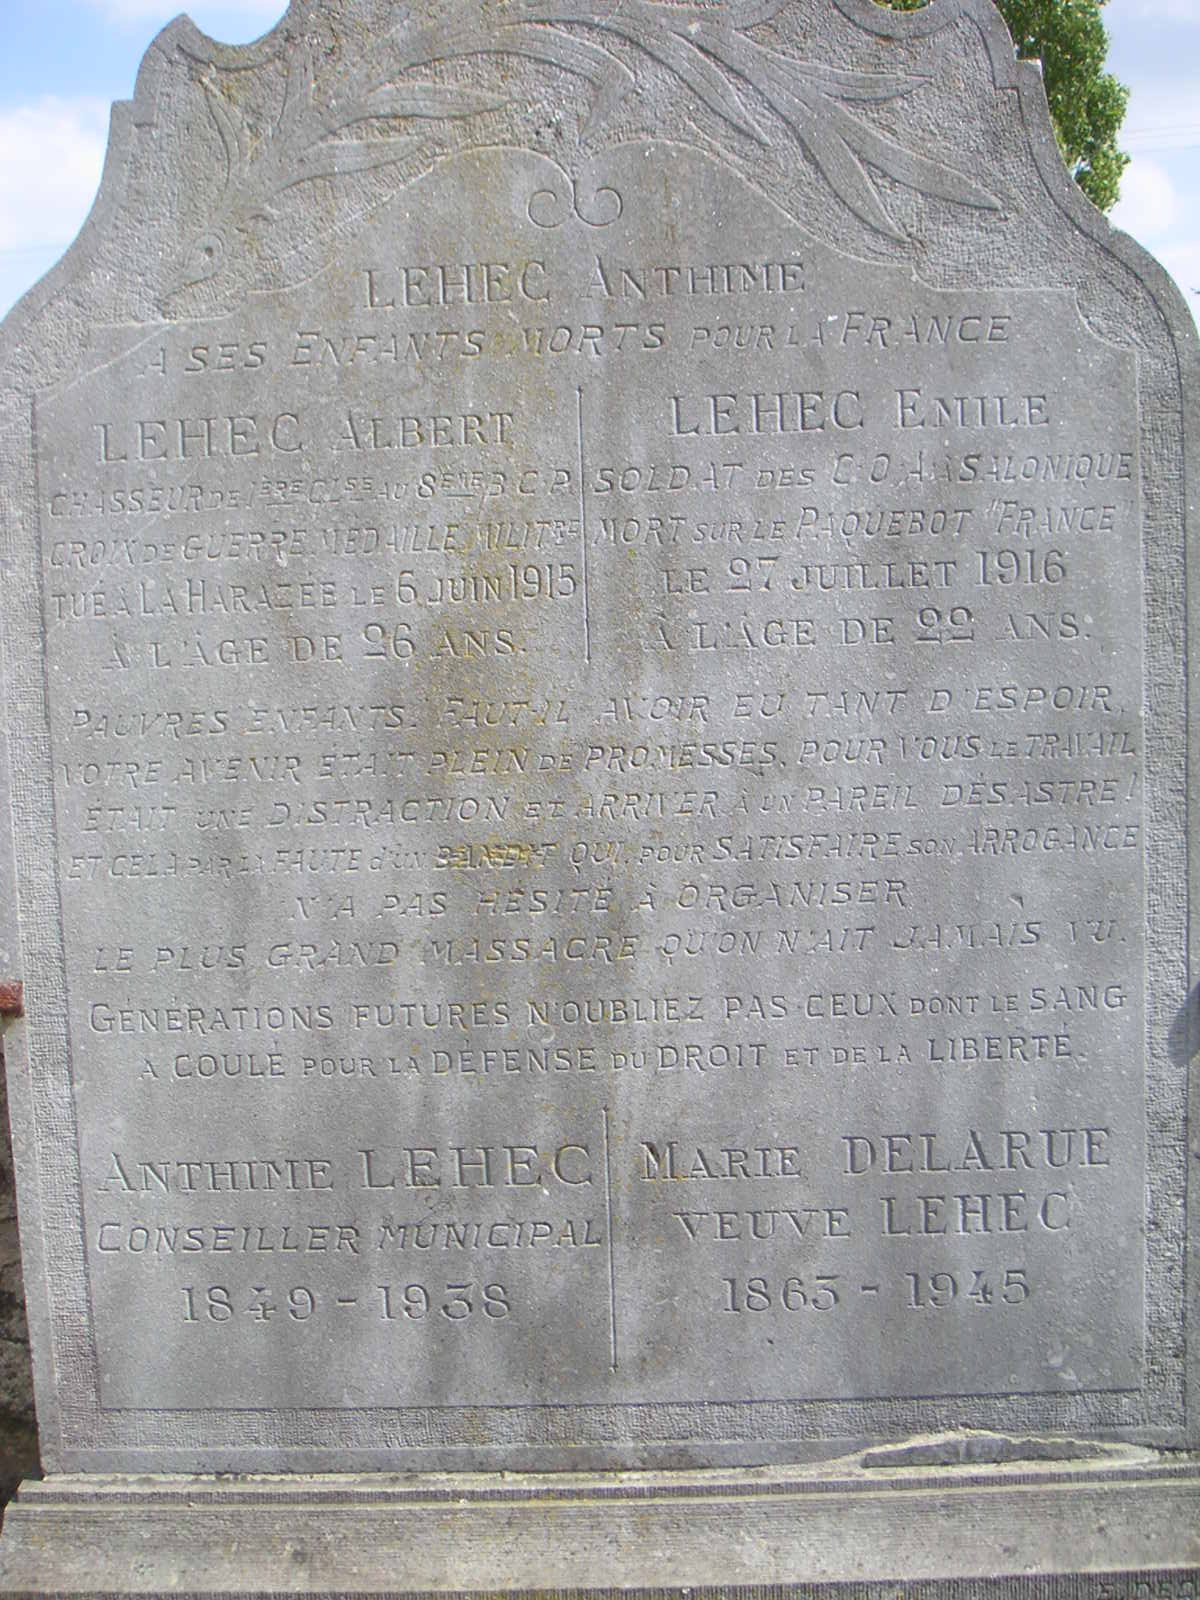 LEHEC ANTHIME
A SES ENFANTS MORTS POUR LA FRANCE
LEHEC ALBERT
CHASSEUR DE 1ÈRE CLSE AU 8ÈME B.C.P.
CROIX DE GUERRE, MÉDAILLE MILITRE
TUÉ À LA HARAZÉE LE 6 JUIN 1915
À L'ÂGE DE 26 ANS.
LEHEC EMILE
SOLDAT DES C.O.A. À SALONIQUE
MORT SUR LE PAQUEBOT "FRANCE"
LE 27 JUILLET 1916
À L'ÂGE DE 22 ANS.
PAUVRES ENFANTS. FAUT-IL AVOIR EU TANT D'ESPOIR,
VOTRE AVENIR ÉTAIT PLEIN DE PROMESSES, POUR VOUS LE TRAVAIL
ÉTAIT UNE DISTRACTION ET ARRIVER À UN PAREIL DÉSASTRE!
ET CELA PAR LA FAUTE d'UN BANDIT QUI, POUR SATISFAIRE SON ARROGANCE
N'A PAS HÉSITÉ À ORGANISER
LE PLUS GRAND MASSACRE QU'ON N'AIT JAMAIS VU.
GÉNÉRATIONS FUTURES N'OUBLIEZ PAS CEUX DONT LE SANG
A COULÉ POUR LA DÉFENSE DU DROIT ET DE LA LIBERTÉ.
ANTHIME LEHEC
CONSEILLER MUNICIPAL
1849 - 1938
MARIE DELARUE
VEUVE LEHEC
1863 - 1945